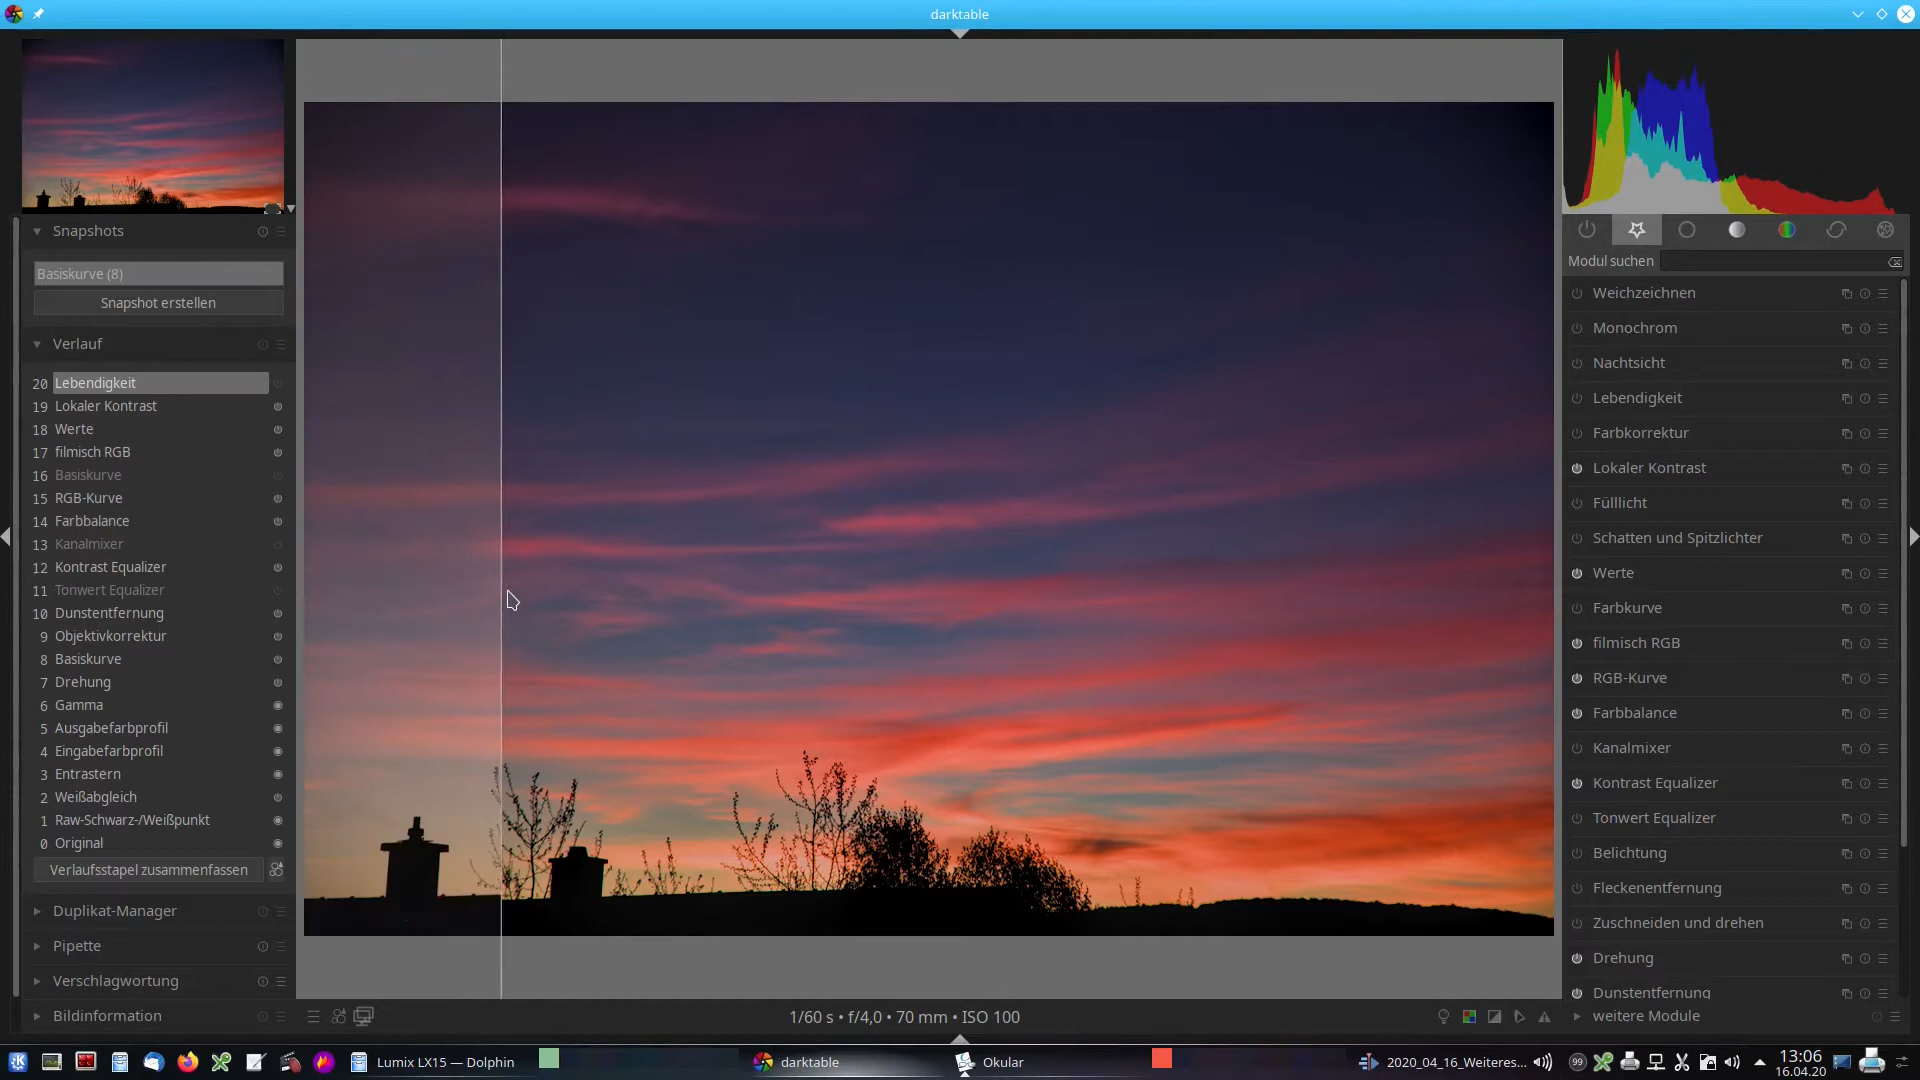 darktable
Snapshots
Basiskurve (8)
Snapshot erstellen
Verlauf
20 Lebendigkeit
19 Lokaler Kontrast
18 Werte
17 filmisch RGB
16 Basiskurve
15 RGB-Kurve
14 Farbbalance
13 Kanalmixer
12 Kontrast Equalizer
11 Tonwert Equalizer
10 Dunstentfernung
9 Objektivkorrektur
8 Basiskurve
7 Drehung
6 Gamma
5 Ausgabefarbprofil
4 Eingabefarbprofil
3 Entrastern
2 Weißabgleich
1 Raw-Schwarz-/Weißpunkt
0 Original
Verlaufsstapel zusammenfassen
Duplikat-Manager
Pipette
Verschlagwortung
Bildinformation
1/60 s • f/4,0 • 70 mm • ISO 100
Modul suchen
Weichzeichnen
Monochrom
Nachtsicht
Lebendigkeit
Farbkorrektur
Lokaler Kontrast
Fülllicht
Schatten und Spitzlichter
Werte
Farbkurve
filmisch RGB
RGB-Kurve
Farbbalance
Kanalmixer
Kontrast Equalizer
Tonwert Equalizer
Belichtung
Fleckenentfernung
Zuschneiden und drehen
Drehung
Dunstentfernung
weitere Module
Lumix LX15 — Dolphin
darktable
Okular
2020_04_16_Weiteres...
99
13:06
16.04.20